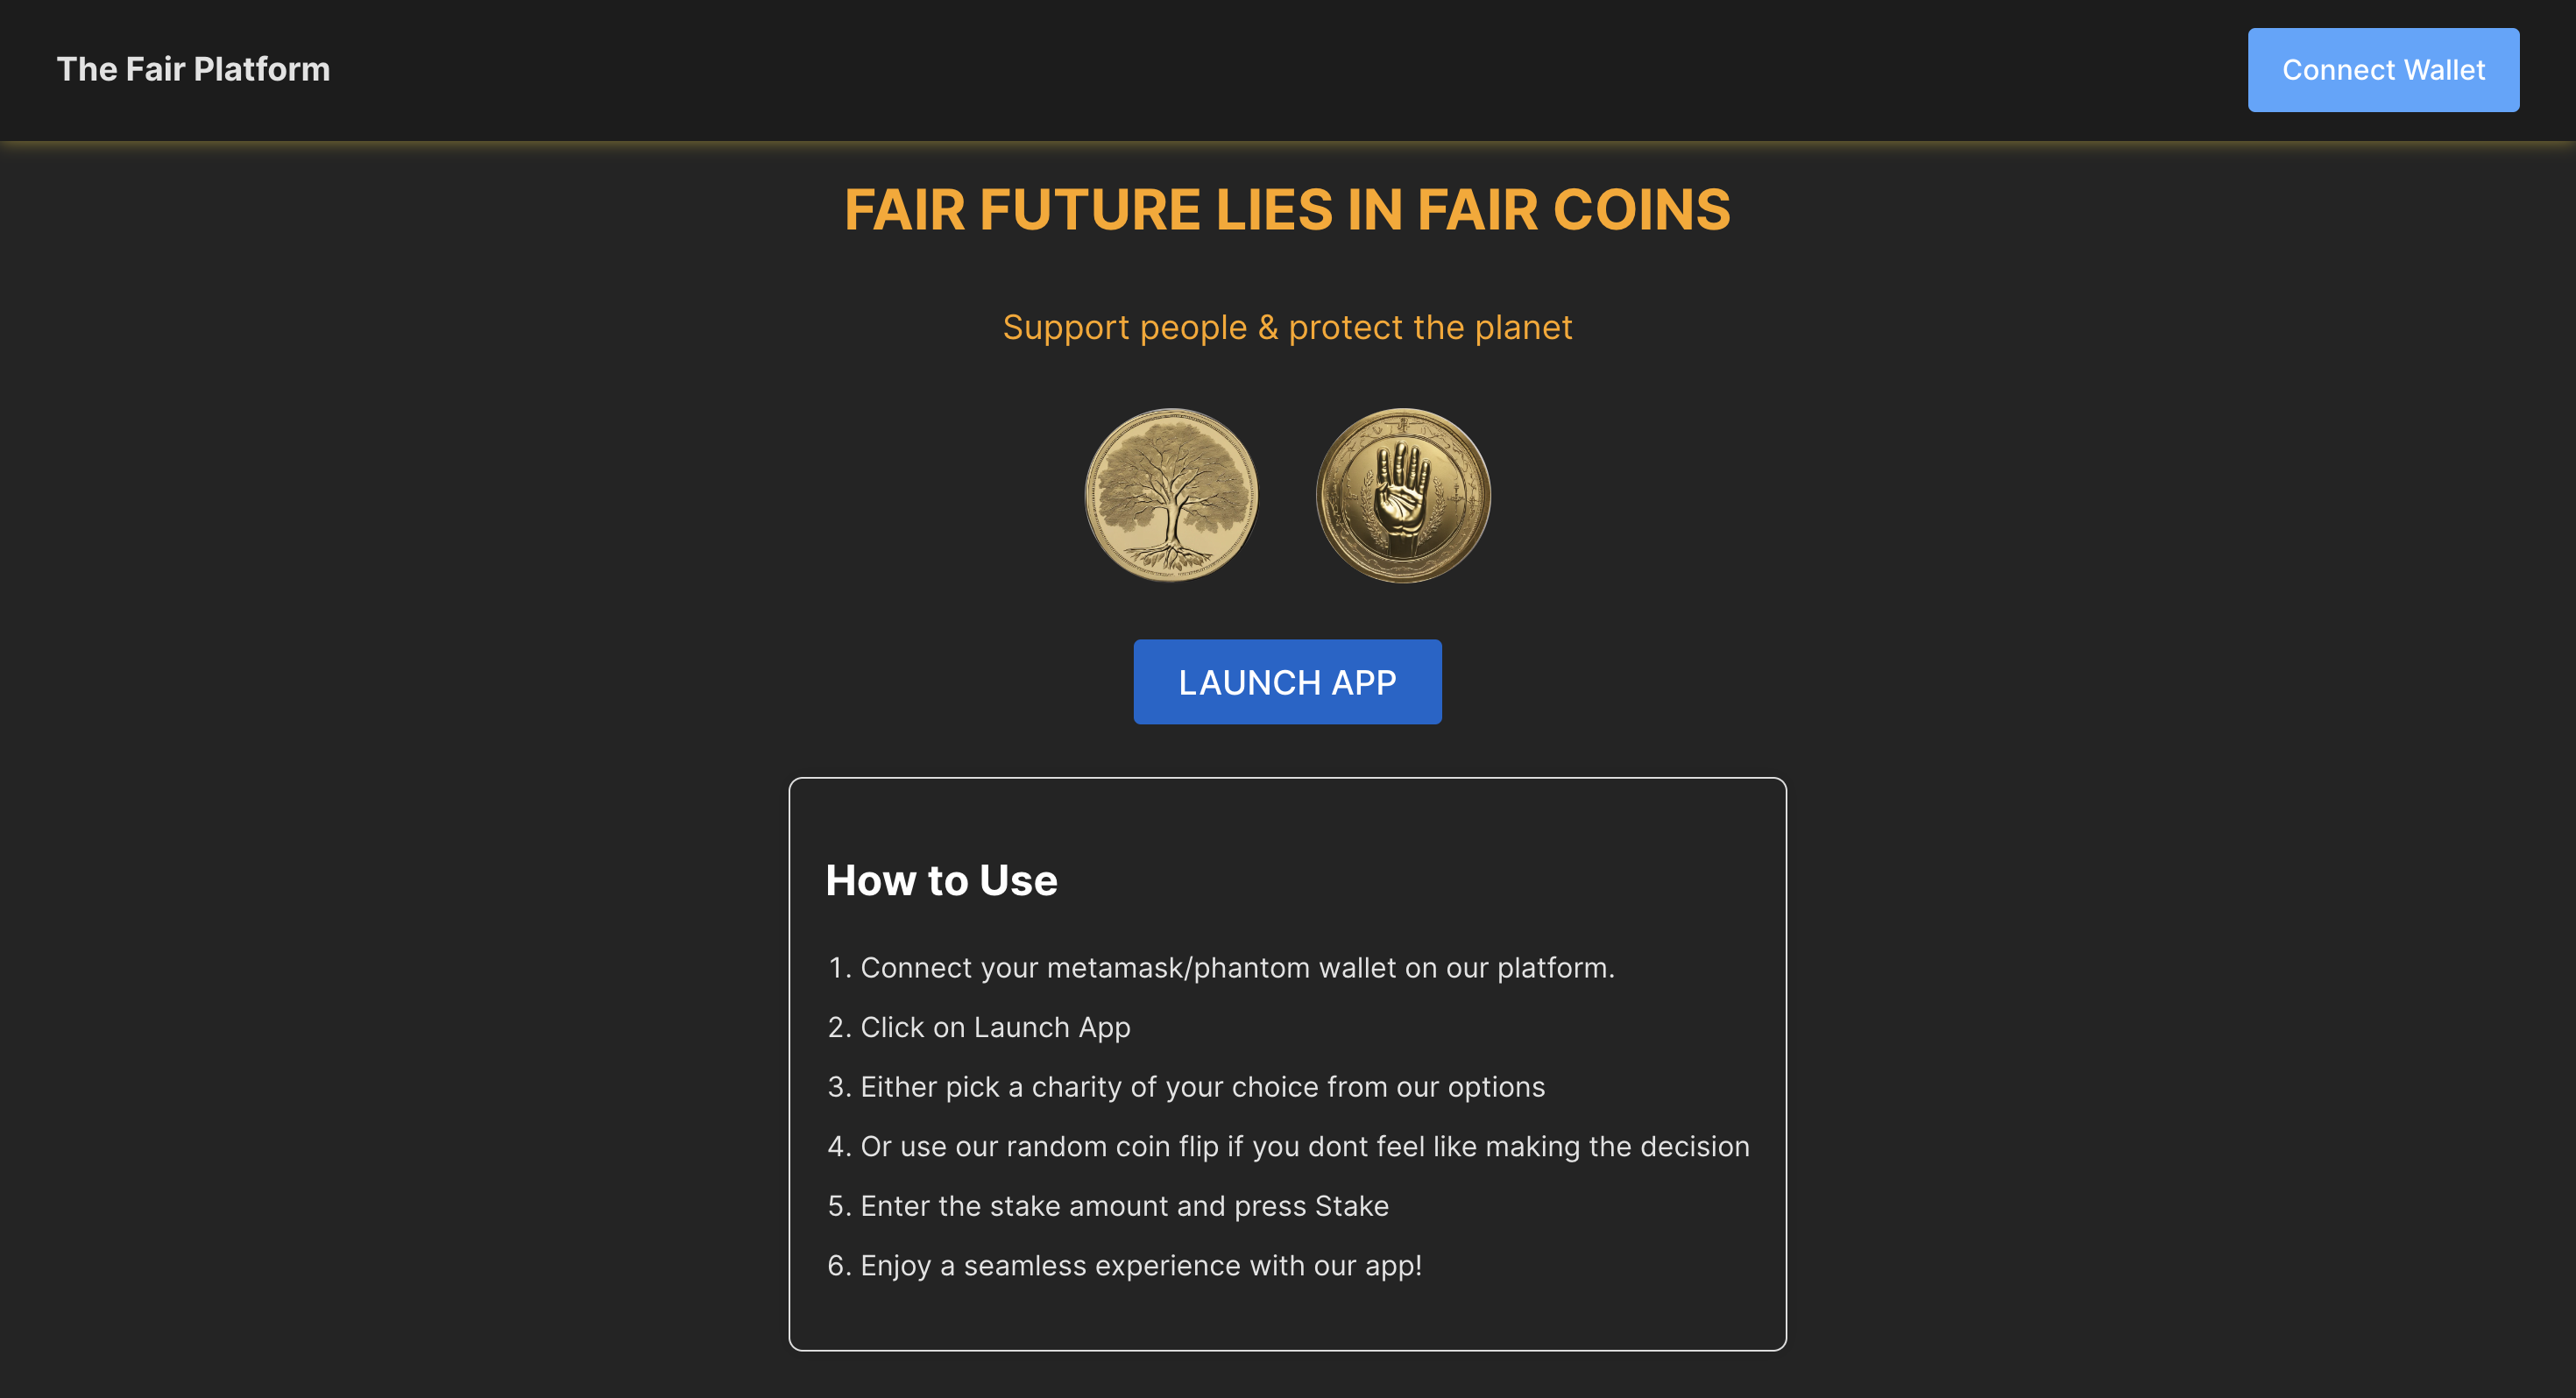 The Fair Platform
Connect Wallet
FAIR FUTURE LIES IN FAIR COINS
Support people & protect the planet
LAUNCH APP
How to Use
1. Connect your metamask/phantom wallet on our platform.
2. Click on Launch App
3. Either pick a charity of your choice from our options
4. Or use our random coin flip if you dont feel like making the decision
5. Enter the stake amount and press Stake
6. Enjoy a seamless experience with our app!